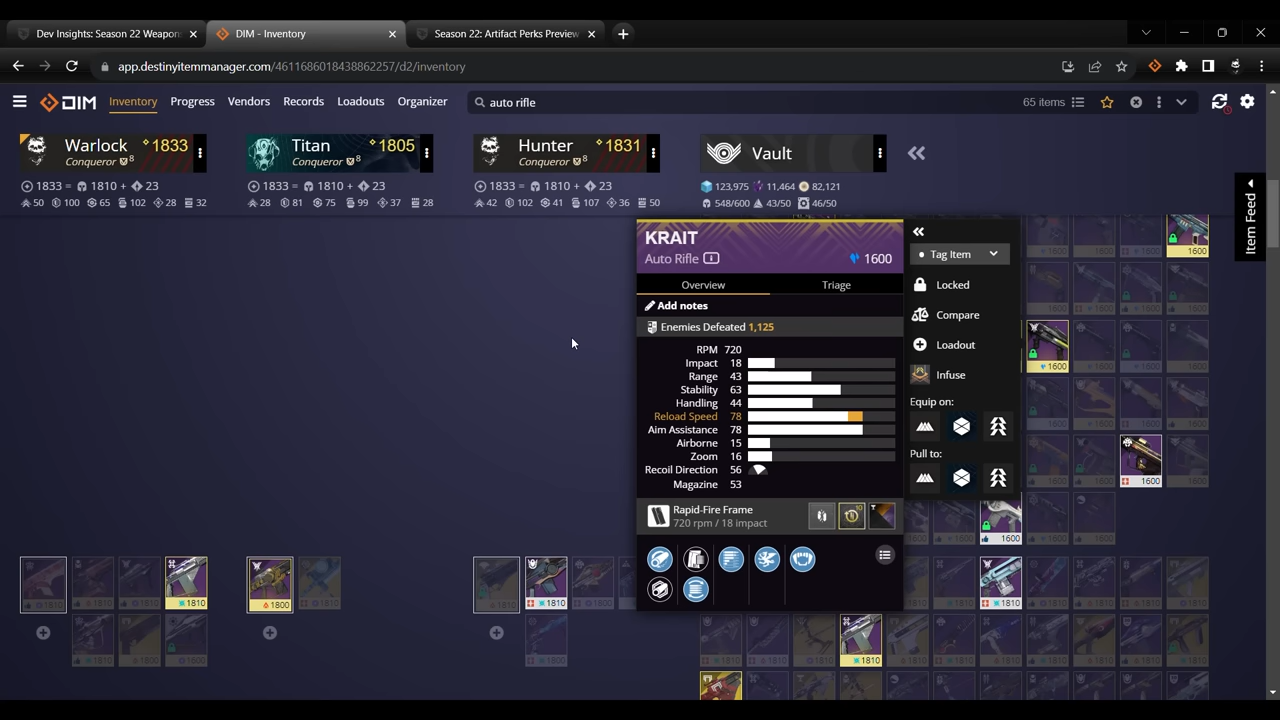 Dev Insights: Season 22 Weapon
DIM - Inventory
Season 22: Artifact Perks Preview
app.destinyitemmanager.com/4611686018438862257/d2/inventory
DIM
Inventory
Progress
Vendors
Records
Loadouts
Organizer
auto rifle
65 items
Warlock 1833
Conqueror 8
Titan 1805
Conqueror 8
Hunter 1831
Conqueror 8
Vault
1833 = 1810 + 23
50 100 65 102 28 32
1833 = 1810 + 23
28 81 75 99 37 28
1833 = 1810 + 23
42 102 41 107 36 50
123,975 11,464 82,121
548/600 43/50 46/50
Item Feed
KRAIT
Auto Rifle 1600
Overview Triage
Add notes
Enemies Defeated 1,125
RPM 720
Impact 18
Range 43
Stability 63
Handling 44
Reload Speed 78
Aim Assistance 78
Airborne 15
Zoom 16
Recoil Direction 56
Magazine 53
Rapid-Fire Frame
720 rpm / 18 impact
Tag Item
Locked
Compare
Loadout
Infuse
Equip on:
Pull to:
1600
1600
1600
1600
1810
1800
1810
1810
1810